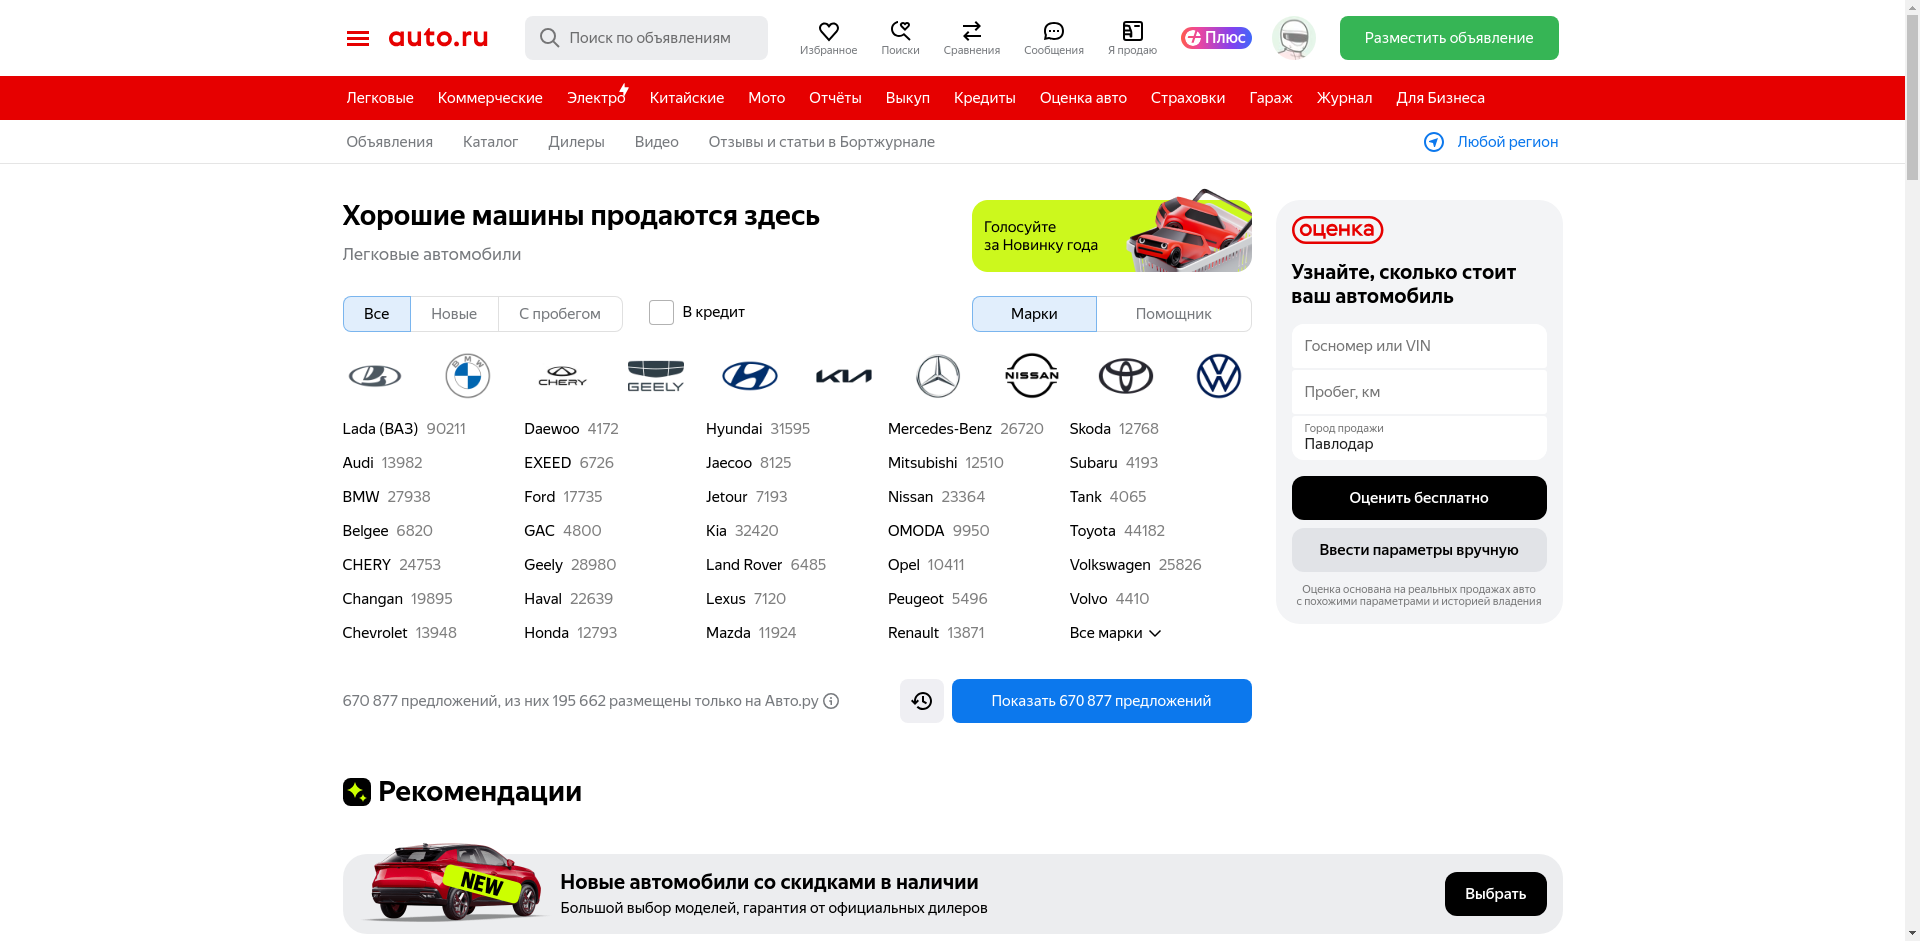 auto.ru
Поиск по объявлениям
Избранное
Поиски
Сравнения
Сообщения
Я продаю
Плюс
Разместить объявление
Легковые Коммерческие Электро Китайские Мото Отчёты Выкуп Кредиты Оценка авто Страховки Гараж Журнал Для Бизнеса
Объявления Каталог Дилеры Видео Отзывы и статьи в Бортжурнале Любой регион
Хорошие машины продаются здесь
Легковые автомобили
Голосуйте
за Новинку года
Все Новые С пробегом В кредит Марки Помощник
BMW CHERY GEELY KIA NISSAN
Lada (ВАЗ) 90211 Daewoo 4172 Hyundai 31595 Mercedes-Benz 26720 Skoda 12768
Audi 13982 EXEED 6726 Jaecoo 8125 Mitsubishi 12510 Subaru 4193
BMW 27938 Ford 17735 Jetour 7193 Nissan 23364 Tank 4065
Belgee 6820 GAC 4800 Kia 32420 OMODA 9950 Toyota 44182
CHERY 24753 Geely 28980 Land Rover 6485 Opel 10411 Volkswagen 25826
Changan 19895 Haval 22639 Lexus 7120 Peugeot 5496 Volvo 4410
Chevrolet 13948 Honda 12793 Mazda 11924 Renault 13871 Все марки
670 877 предложений, из них 195 662 размещены только на Авто.ру
Показать 670 877 предложений
оценка
Узнайте, сколько стоит
ваш автомобиль
Госномер или VIN
Пробег, км
Город продажи
Павлодар
Оценить бесплатно
Ввести параметры вручную
Оценка основана на реальных продажах авто
с похожими параметрами и историей владения
Рекомендации
NEW
Новые автомобили со скидками в наличии
Большой выбор моделей, гарантия от официальных дилеров
Выбрать